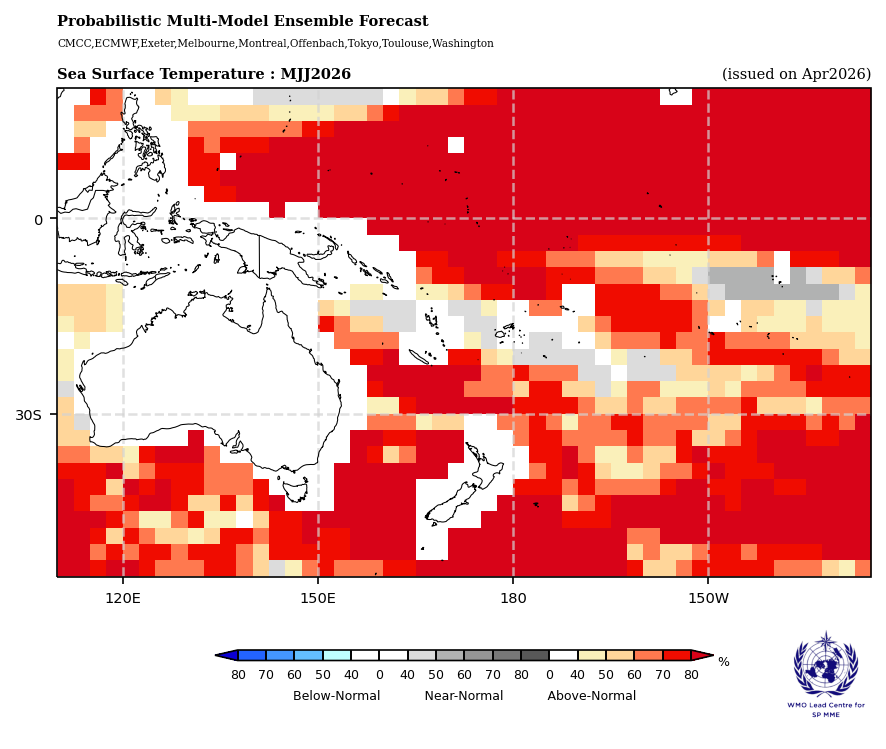 Probabilistic Multi-Model Ensemble Forecast
CMCC,ECMWF,Exeter,Melbourne,Montreal,Offenbach,Tokyo,Toulouse,Washington
Sea Surface Temperature : MJJ2026 (issued on Apr2026)
0
30S
120E 150E 180 150W
80 70 60 50 40 0 40 50 60 70 80 0 40 50 60 70 80 %
Below-Normal Near-Normal Above-Normal
WMO Lead Centre for
SP MME